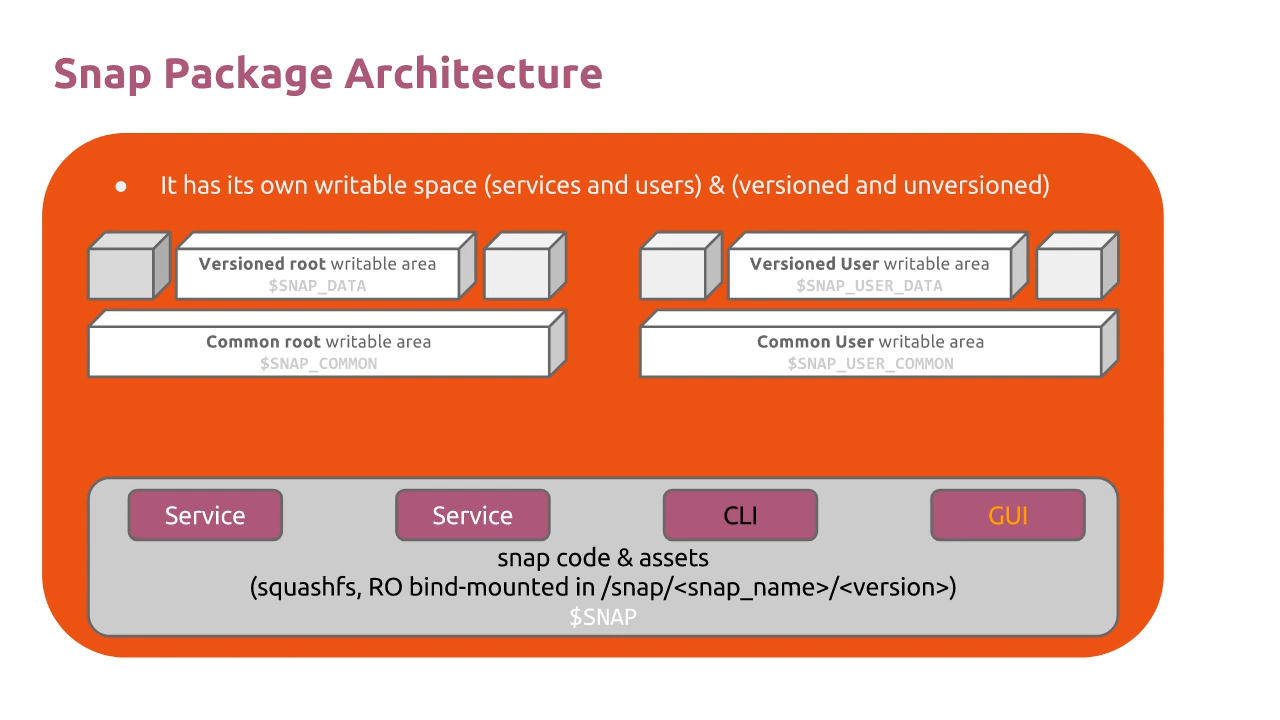 Snap Package Architecture
● It has its own writable space (services and users) & (versioned and unversioned)
Versioned root writable area
$SNAP_DATA
Versioned User writable area
$SNAP_USER_DATA
Common root writable area
$SNAP_COMMON
Common User writable area
$SNAP_USER_COMMON
Service
Service
CLI
GUI
snap code & assets
(squashfs, RO bind-mounted in /snap/<snap_name>/<version>)
$SNAP